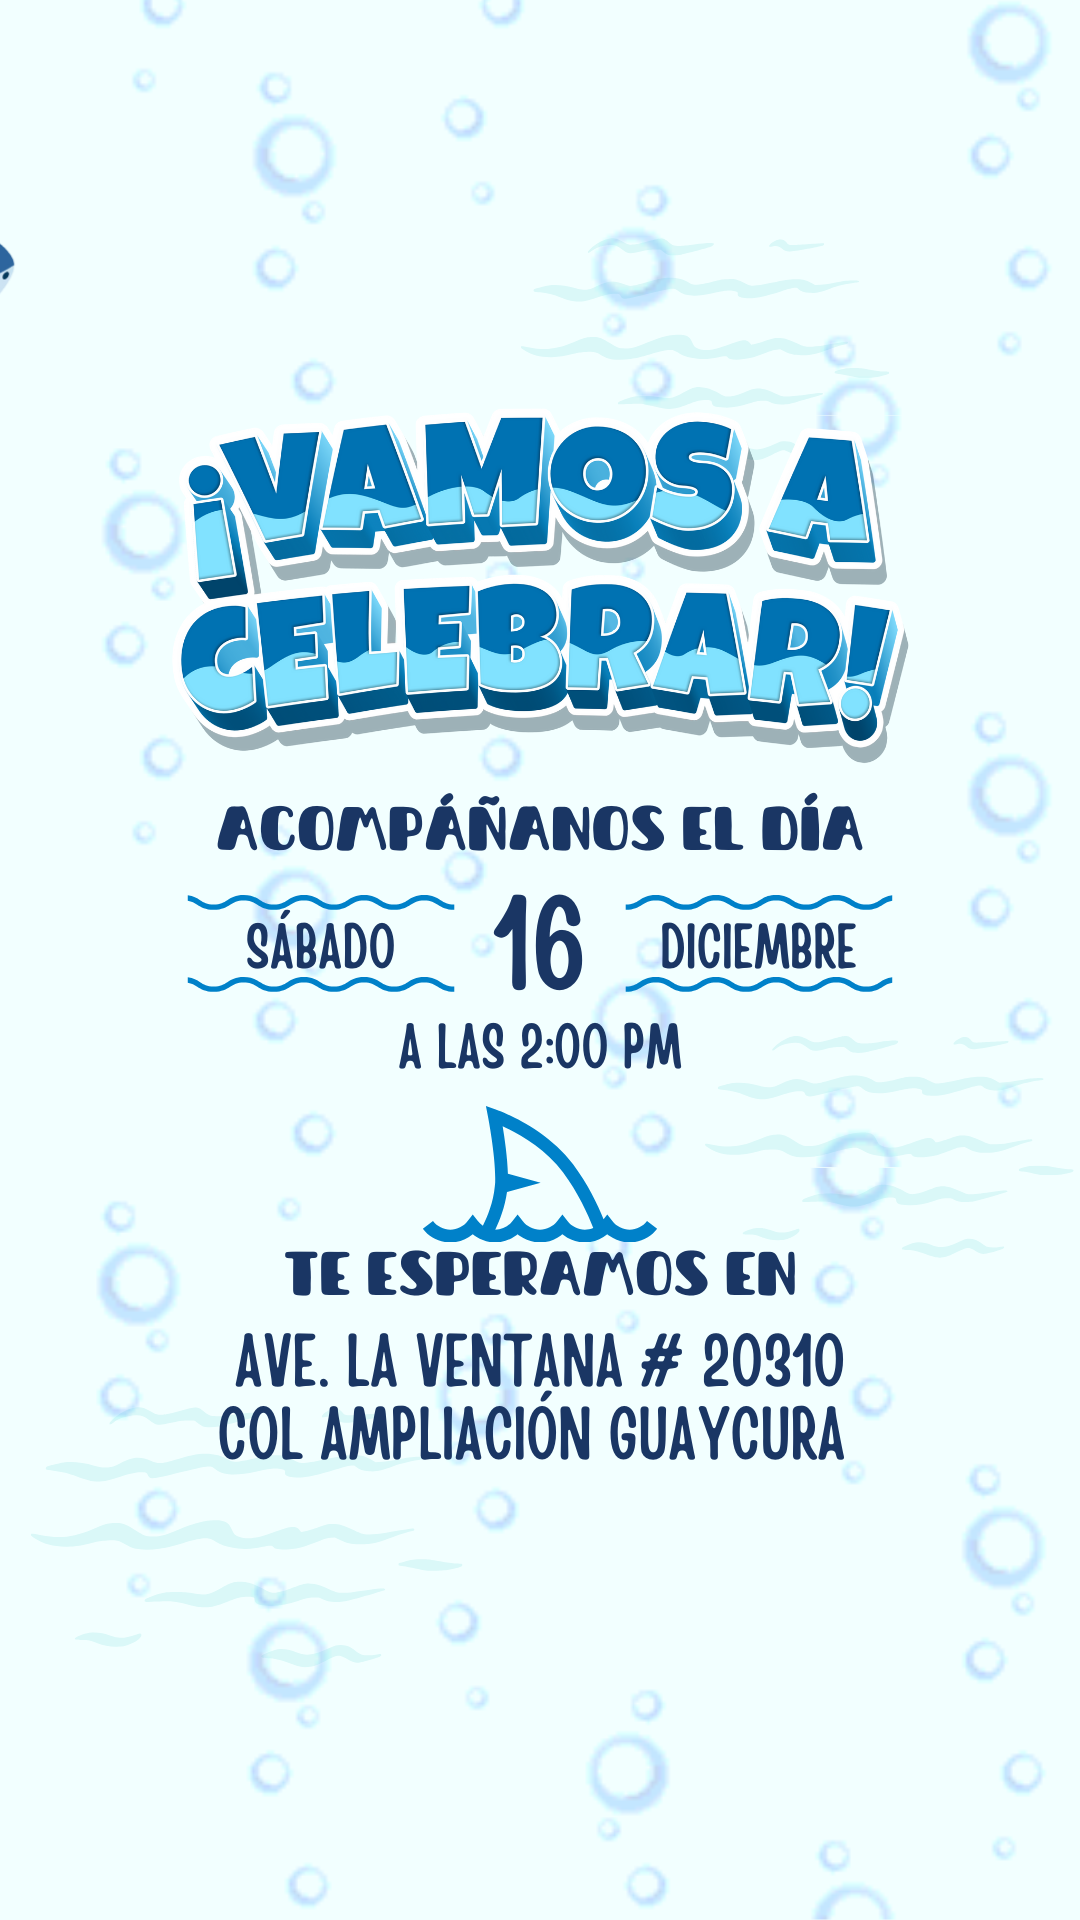 ¡VAMOS A
CELEBRAR!
ACOMPÁÑANOS EL DÍA
SÁBADO 16 DICIEMBRE
A LAS 2:00 PM
TE ESPERAMOS EN
AVE. LA VENTANA # 20310
COL AMPLIACIÓN GUAYCURA